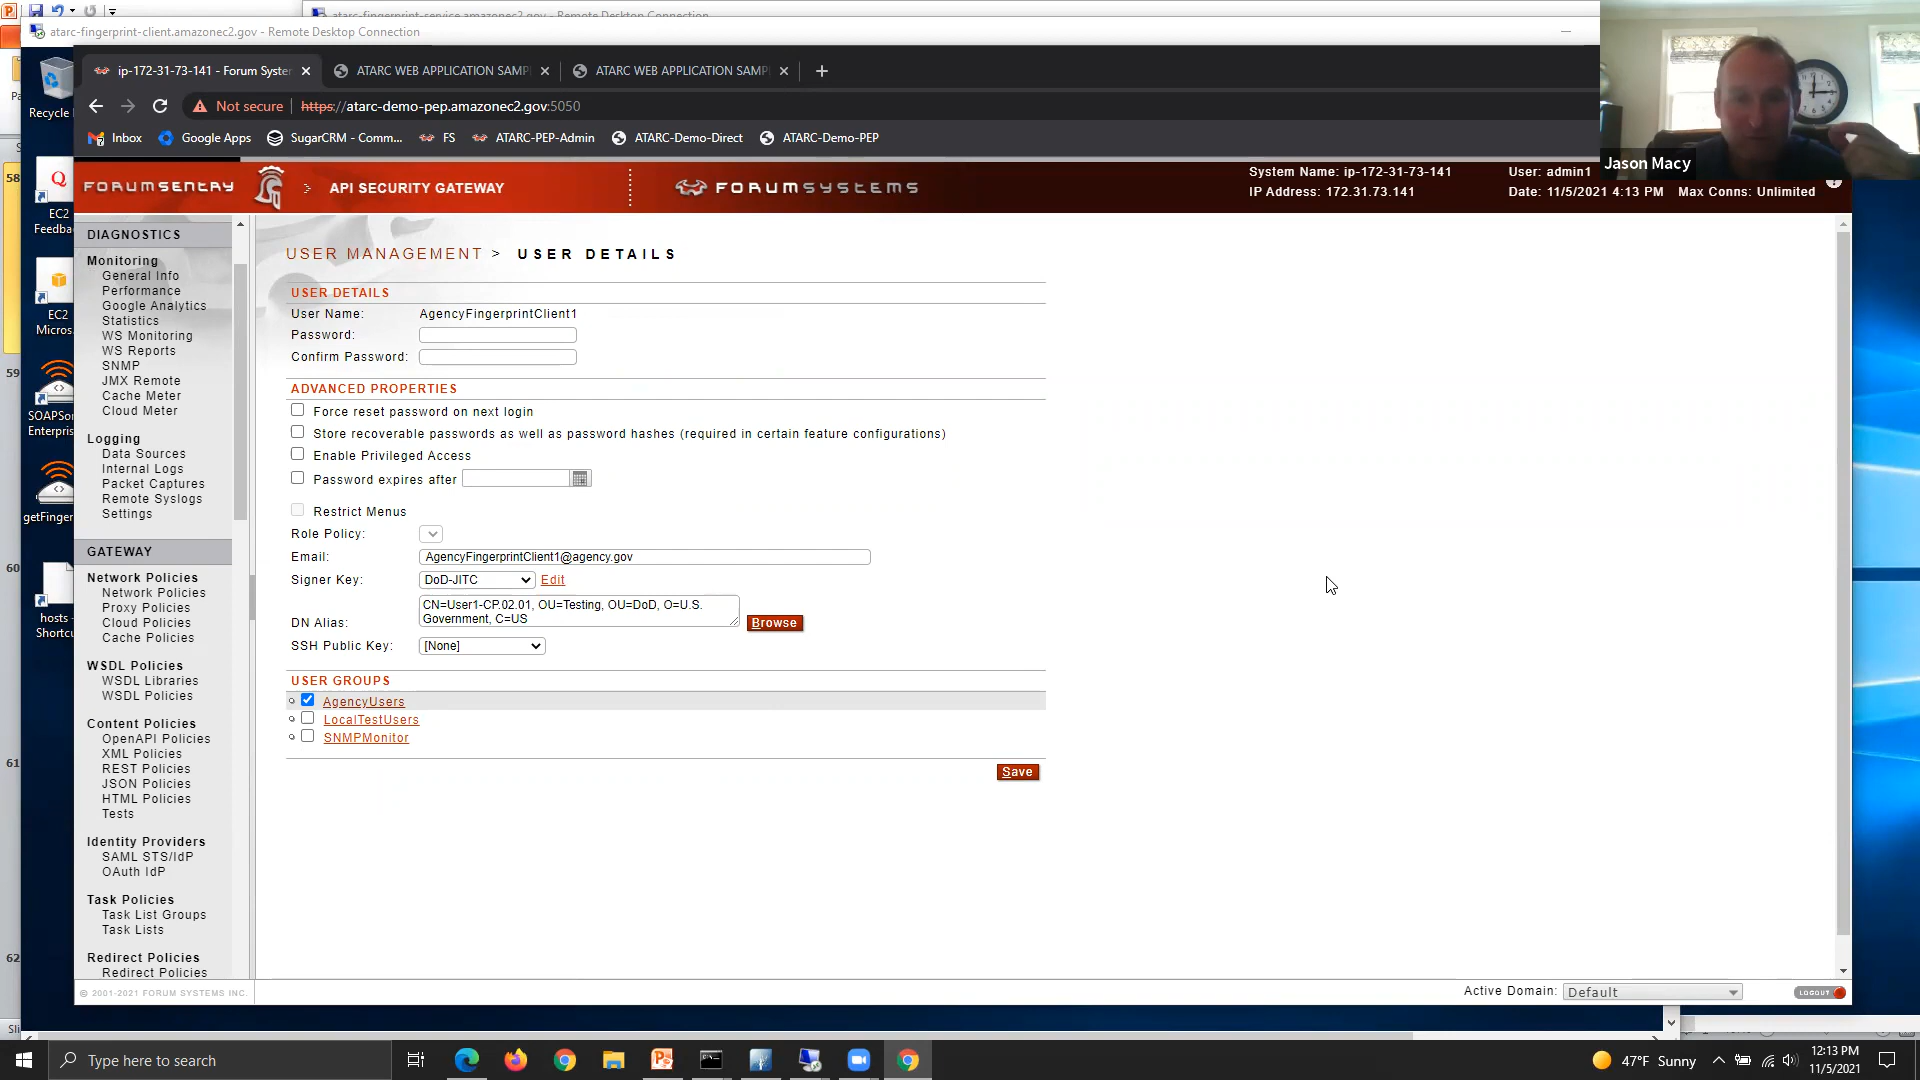 atarc-fingerprint-service.amazonec2.gov - Remote Desktop Connection
atarc-fingerprint-client.amazonec2.gov - Remote Desktop Connection
ip-172-31-73-141 - Forum Syste
ATARC WEB APPLICATION SAMP
ATARC WEB APPLICATION SAMP
Not secure
https://atarc-demo-pep.amazonec2.gov:5050
Inbox
Google Apps
SugarCRM - Comm...
FS
ATARC-PEP-Admin
ATARC-Demo-Direct
ATARC-Demo-PEP
Jason Macy
FORUMSENTRY
API SECURITY GATEWAY
FORUMSYSTEMS
System Name: ip-172-31-73-141
User: admin1
IP Address: 172.31.73.141
Date: 11/5/2021 4:13 PM
Max Conns: Unlimited
Recycle
EC2
Feedba
EC2
Micros
SOAPSo
Enterpris
getFinger
hosts -
Shortcu
58
59
60
61
62
DIAGNOSTICS
Monitoring
General Info
Performance
Google Analytics
Statistics
WS Monitoring
WS Reports
SNMP
JMX Remote
Cache Meter
Cloud Meter
Logging
Data Sources
Internal Logs
Packet Captures
Remote Syslogs
Settings
GATEWAY
Network Policies
Network Policies
Proxy Policies
Cloud Policies
Cache Policies
WSDL Policies
WSDL Libraries
WSDL Policies
Content Policies
OpenAPI Policies
XML Policies
REST Policies
JSON Policies
HTML Policies
Tests
Identity Providers
SAML STS/IdP
OAuth IdP
Task Policies
Task List Groups
Task Lists
Redirect Policies
Redirect Policies
© 2001-2021 FORUM SYSTEMS INC.
USER MANAGEMENT > USER DETAILS
USER DETAILS
User Name: AgencyFingerprintClient1
Password:
Confirm Password:
ADVANCED PROPERTIES
Force reset password on next login
Store recoverable passwords as well as password hashes (required in certain feature configurations)
Enable Privileged Access
Password expires after
Restrict Menus
Role Policy:
Email: AgencyFingerprintClient1@agency.gov
Signer Key: DoD-JITC Edit
DN Alias: CN=User1-CP.02.01, OU=Testing, OU=DoD, O=U.S.
Government, C=US
Browse
SSH Public Key: [None]
USER GROUPS
AgencyUsers
LocalTestUsers
SNMPMonitor
Save
Active Domain: Default
LOGOUT
Type here to search
47°F Sunny
12:13 PM
11/5/2021